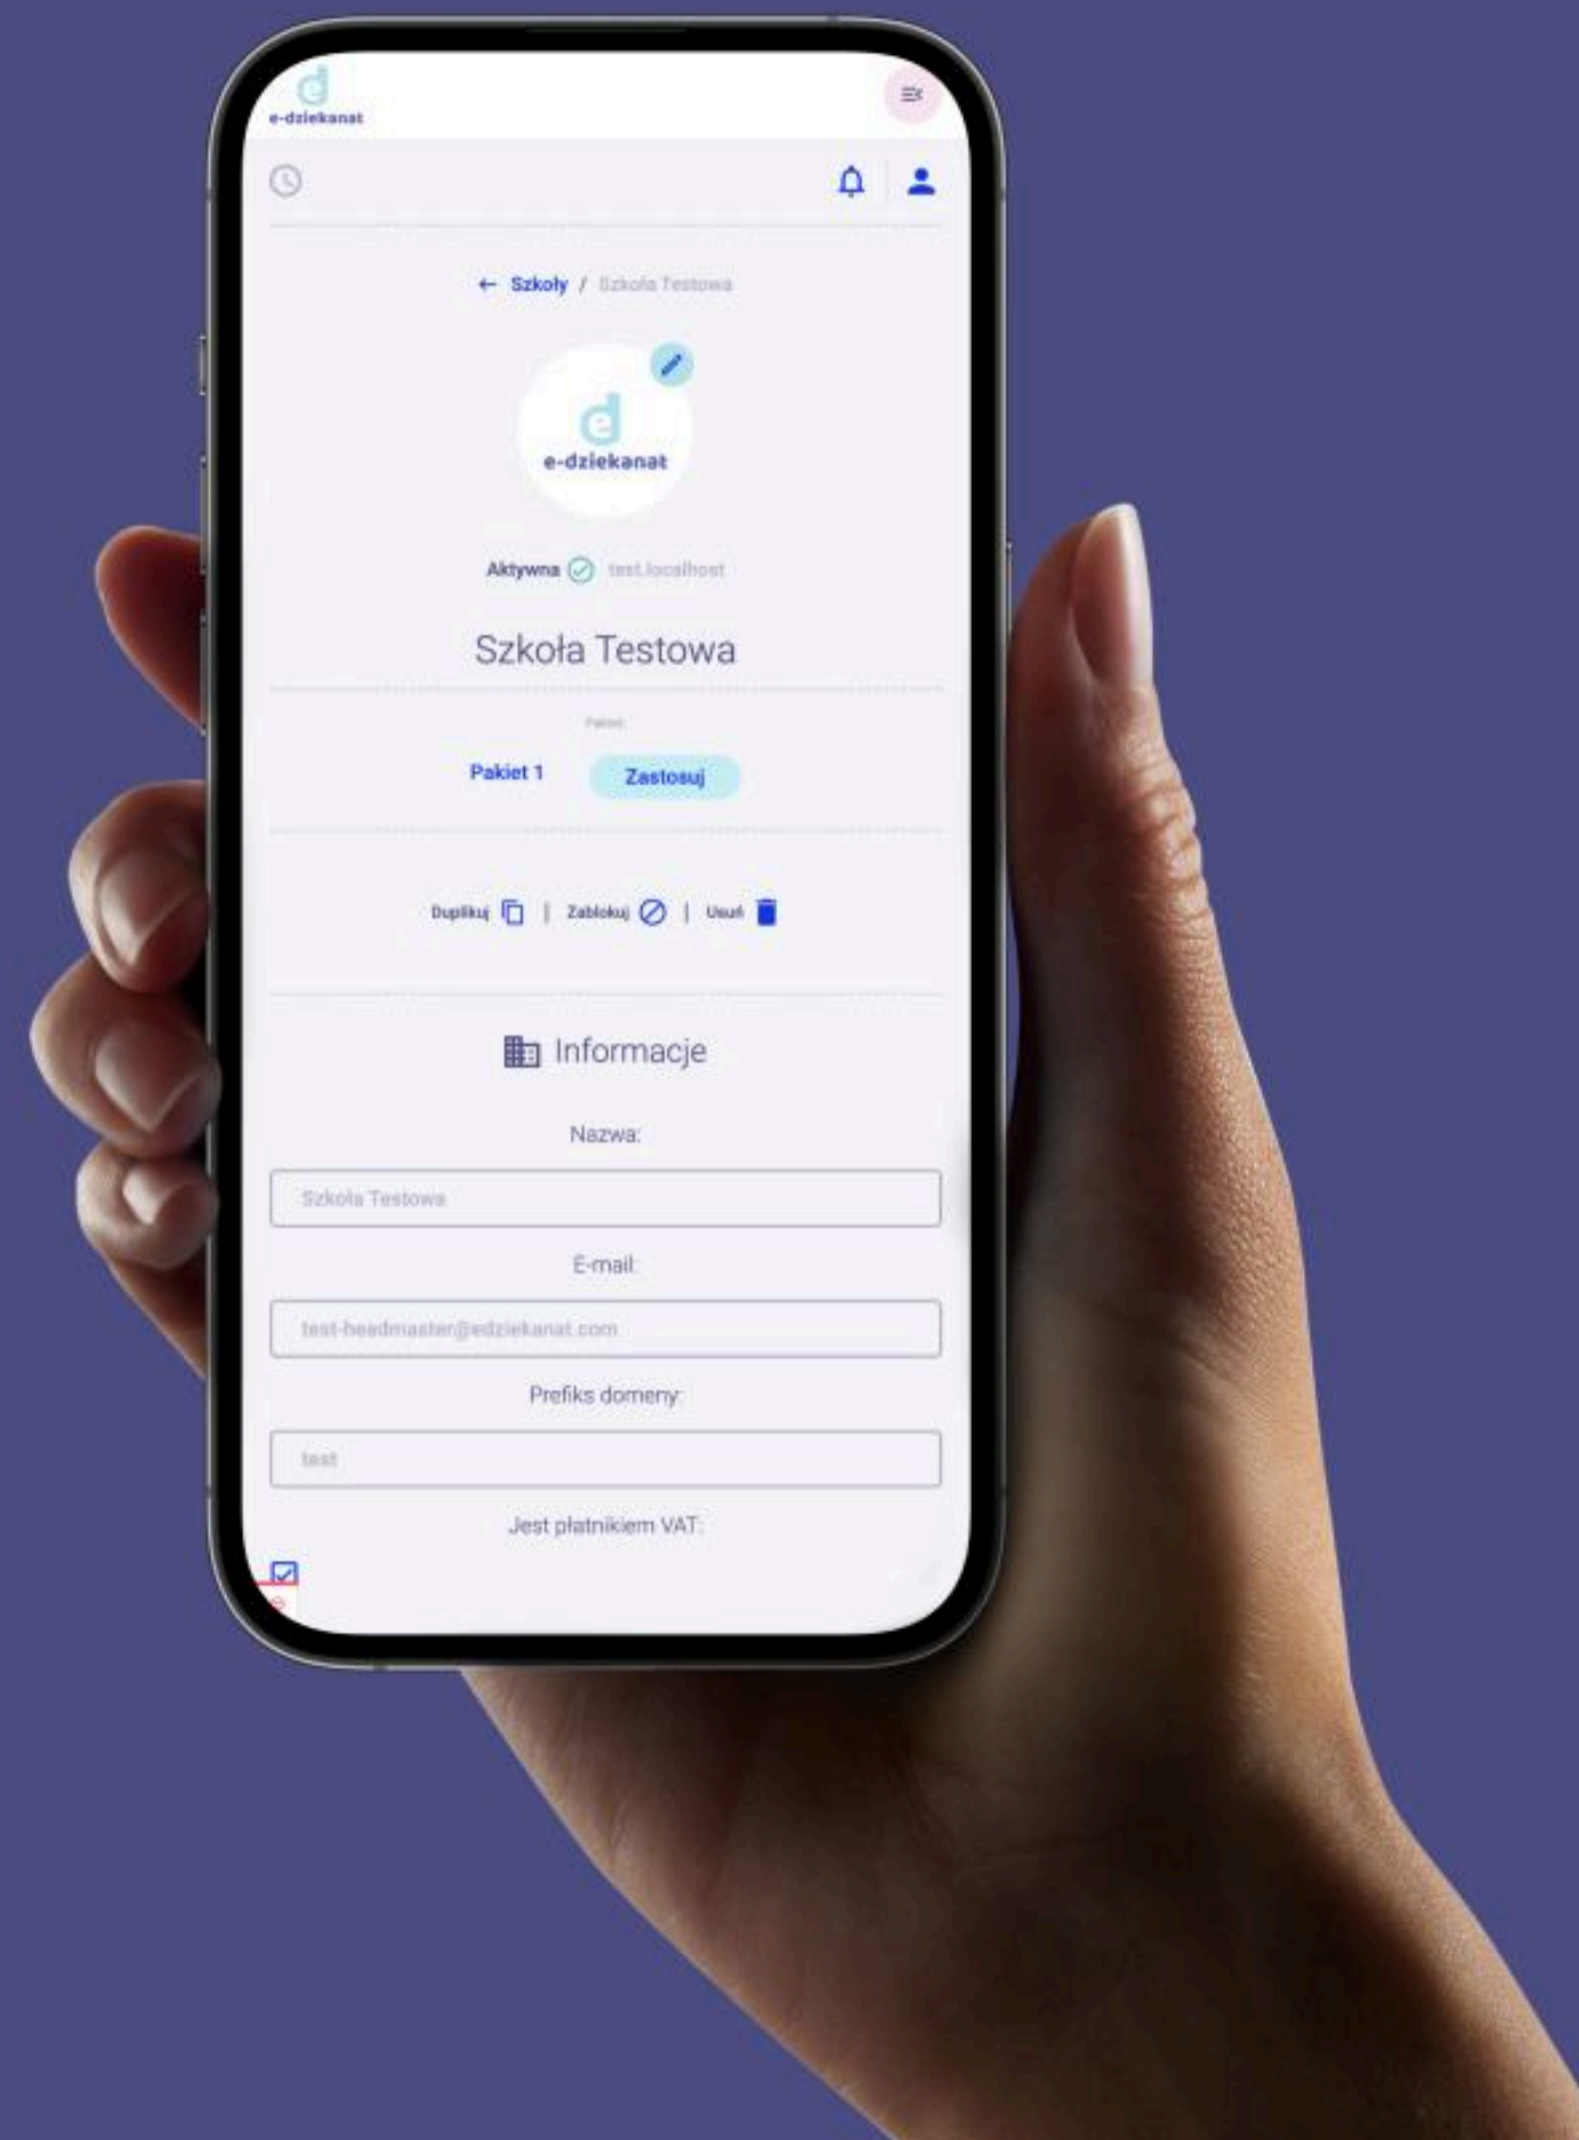 e-dziekanat
← Szkoły / Szkoła Testowa
e-dziekanat
Aktywna test.localhost
Szkoła Testowa
Pakiet:
Pakiet 1 Zastosuj
Duplikuj | Zablokuj | Usuń
Informacje
Nazwa:
Szkoła Testowa
E-mail:
test-headmaster@edziekanat.com
Prefiks domeny:
test
Jest płatnikiem VAT: